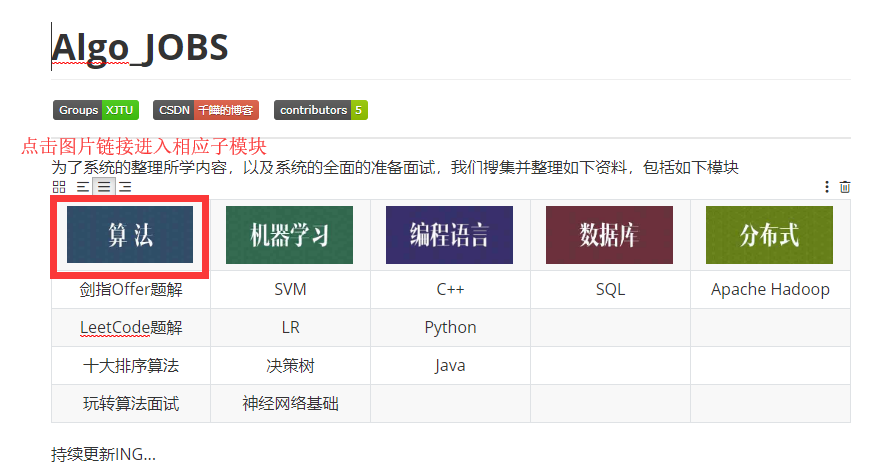 Algo_JOBS
Groups XJTU CSDN 千曈的博客 contributors 5
点击图片链接进入相应子模块
为了系统的整理所学内容，以及系统的全面的准备面试，我们搜集并整理如下资料，包括如下模块
算法 机器学习 编程语言 数据库 分布式
剑指Offer题解 SVM C++ SQL Apache Hadoop
LeetCode题解 LR Python
十大排序算法 决策树 Java
玩转算法面试 神经网络基础
持续更新ING...